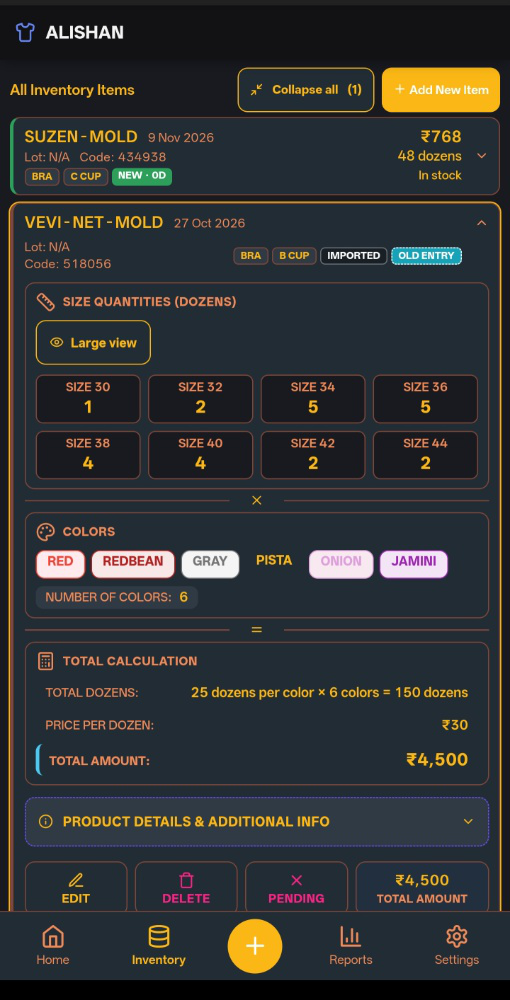 ALISHAN
All Inventory Items
Collapse all (1)
+ Add New Item
SUZEN-MOLD 9 Nov 2026
₹768
Lot: N/A Code: 434938
48 dozens
BRA C CUP NEW · 0D
In stock
VEVI-NET-MOLD 27 Oct 2026
Lot: N/A
Code: 518056
BRA B CUP IMPORTED OLD ENTRY
SIZE QUANTITIES (DOZENS)
Large view
SIZE 30 SIZE 32 SIZE 34 SIZE 36
1 2 5 5
SIZE 38 SIZE 40 SIZE 42 SIZE 44
4 4 2 2
×
COLORS
RED REDBEAN GRAY PISTA ONION JAMINI
NUMBER OF COLORS: 6
=
TOTAL CALCULATION
TOTAL DOZENS: 25 dozens per color × 6 colors = 150 dozens
PRICE PER DOZEN: ₹30
TOTAL AMOUNT: ₹4,500
PRODUCT DETAILS & ADDITIONAL INFO
EDIT DELETE PENDING
₹4,500
TOTAL AMOUNT
Home Inventory Reports Settings